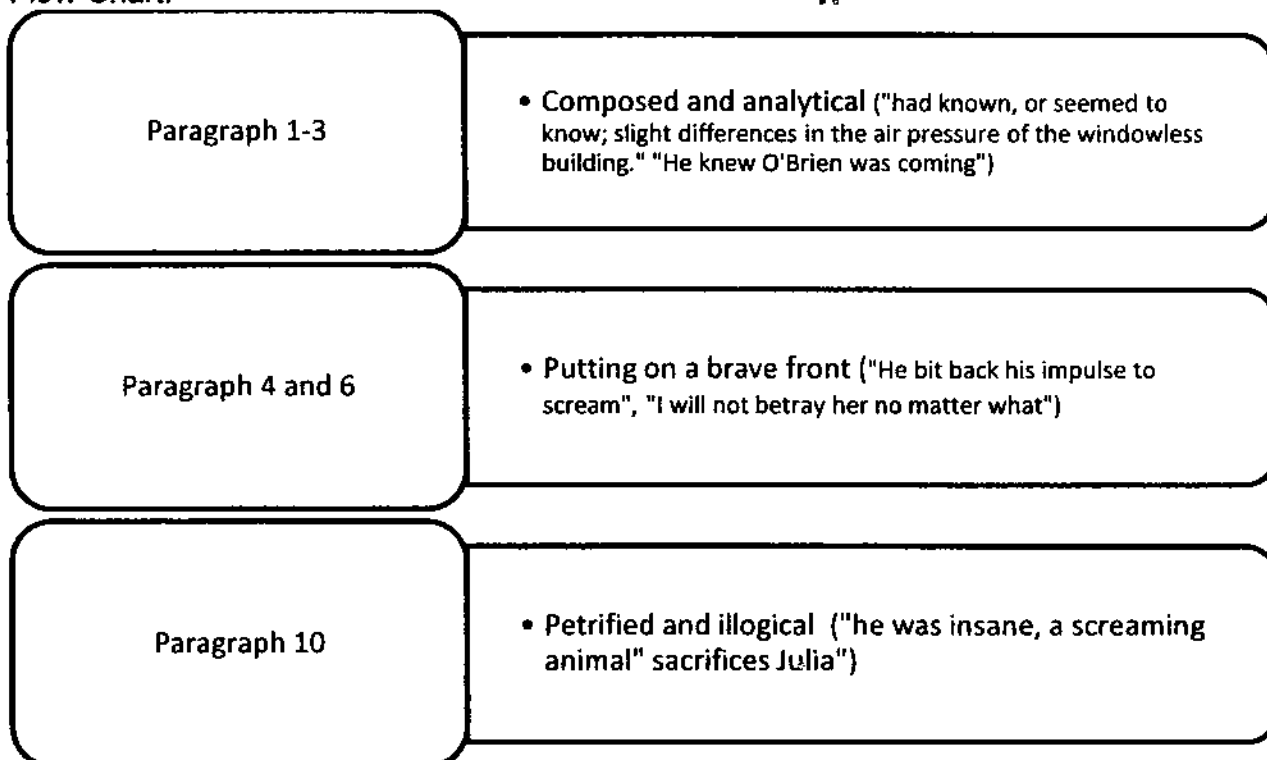 Paragraph 1-3
• Composed and analytical ("had known, or seemed to
know; slight differences in the air pressure of the windowless
building." "He knew O'Brien was coming")
Paragraph 4 and 6
• Putting on a brave front ("He bit back his impulse to
scream", "I will not betray her no matter what")
Paragraph 10
• Petrified and illogical ("he was insane, a screaming
animal" sacrifices Julia")